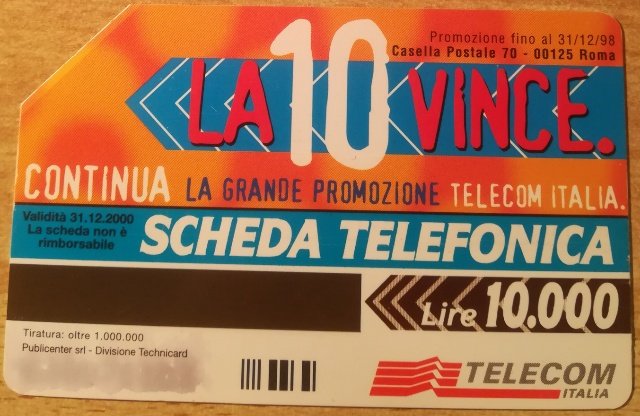 Promozione fino al 31/12/98
Casella Postale 70 - 00125 Roma
LA 10 VINCE.
CONTINUA LA GRANDE PROMOZIONE TELECOM ITALIA.
Validità 31.12.2000
La scheda non è
rimborsabile
SCHEDA TELEFONICA
Lire 10.000
Tiratura: oltre 1.000.000
Publicenter srl - Divisione Technicard
TELECOM
ITALIA